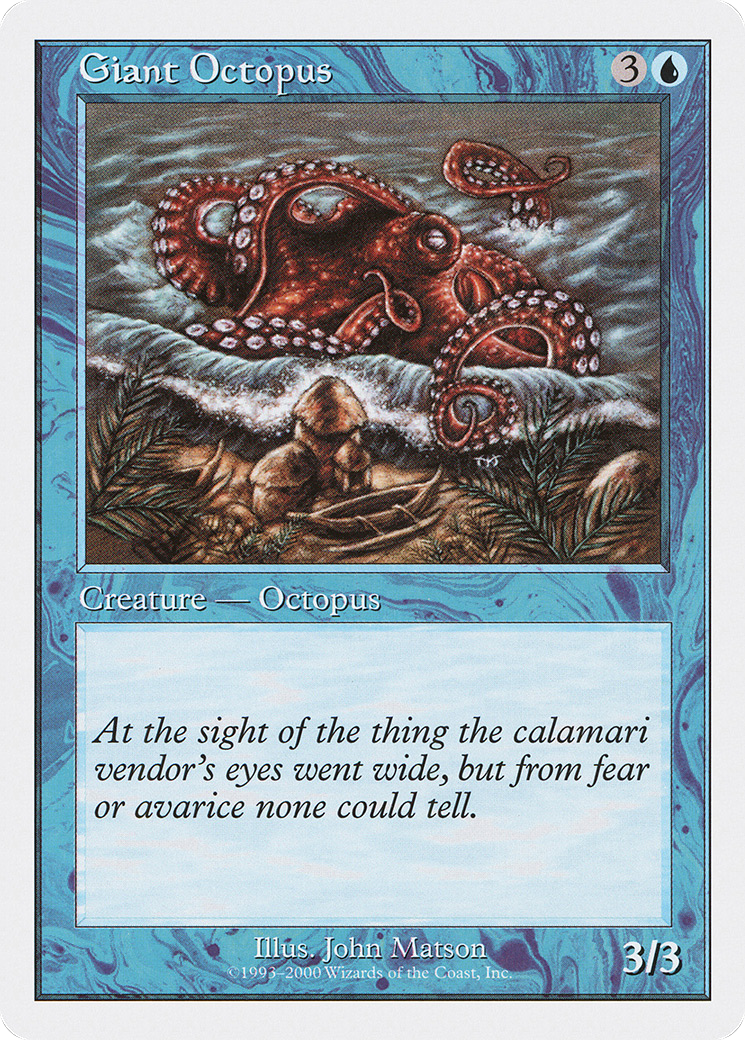 Giant Octopus 3
Creature — Octopus
At the sight of the thing the calamari
vendor's eyes went wide, but from fear
or avarice none could tell.
Illus. John Matson
©1993–2000 Wizards of the Coast, Inc.
3/3